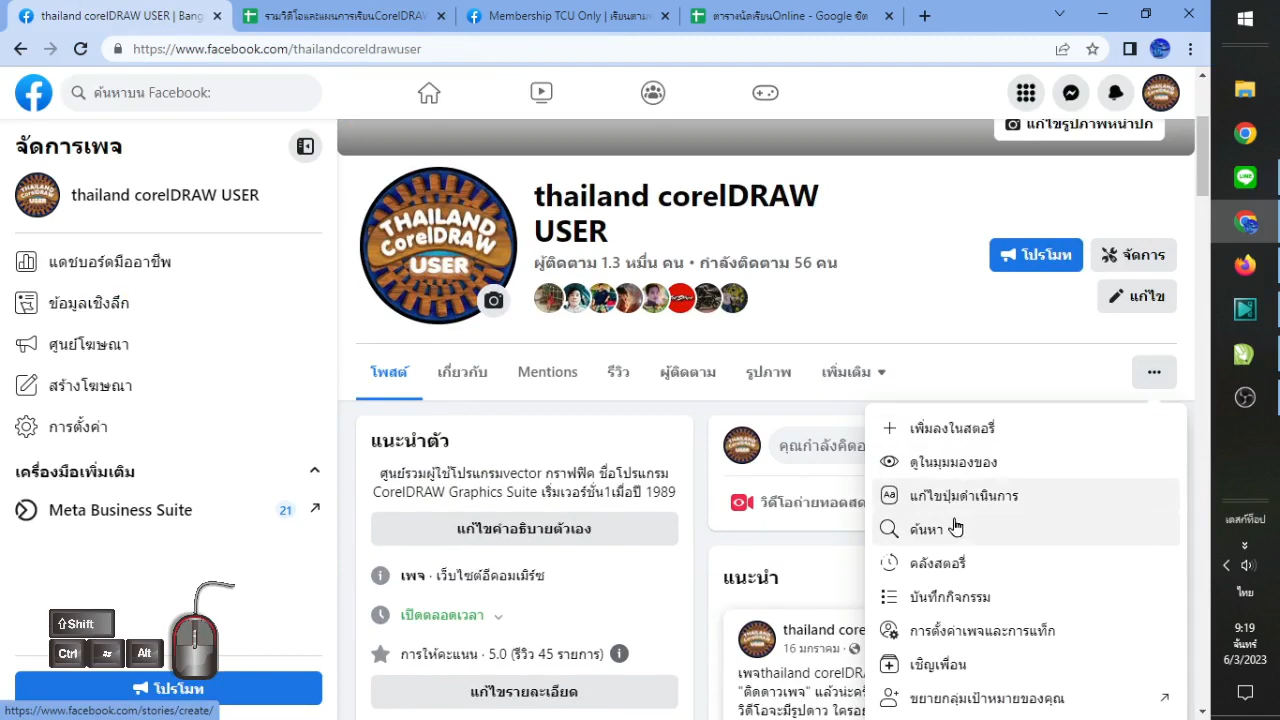 thailand corelDRAW USER | Bang
รวมวิดีโอและแผนการเรียนCorelDRAW
Membership TCU Only | เรียนตาม
ตารางนัดเรียนOnline - Google ชีต
https://www.facebook.com/thailandcoreldrawuser
ค้นหาบน Facebook:
จัดการเพจ
thailand corelDRAW USER
แดชบอร์ดมืออาชีพ
ข้อมูลเชิงลึก
ศูนย์โฆษณา
สร้างโฆษณา
การตั้งค่า
เครื่องมือเพิ่มเติม
Meta Business Suite 21
⇧Shift
Ctrl Alt
โปรโมท
https://www.facebook.com/stories/create/
แก้ไขรูปภาพหน้าปก
THAILAND
CorelDRAW
USER
thailand corelDRAW
USER
ผู้ติดตาม 1.3 หมื่น คน • กำลังติดตาม 56 คน
โปรโมท
จัดการ
แก้ไข
โพสต์ เกี่ยวกับ Mentions รีวิว ผู้ติดตาม รูปภาพ เพิ่มเติม
แนะนำตัว
ศูนย์รวมผู้ใช้โปรแกรมvector กราฟฟิค ชื่อโปรแกรม
CorelDRAW Graphics Suite เริ่มเวอร์ชั่น1เมื่อปี 1989
แก้ไขคำอธิบายตัวเอง
เพจ · เว็บไซต์อีคอมเมิร์ซ
เปิดตลอดเวลา
การให้คะแนน · 5.0 (รีวิว 45 รายการ)
แก้ไขรายละเอียด
คุณกำลังคิดอ
วิดีโอถ่ายทอดสด
แนะนำ
thailand core
16 มกราคม ·
เพจthailand corelDR
"ติดดาวเพจ" แล้วน่ะครั
วิดีโอจะมีรูปดาว ใครอย
เพิ่มลงในสตอรี่
ดูในมุมมองของ
แก้ไขปุ่มดำเนินการ
ค้นหา
คลังสตอรี่
บันทึกกิจกรรม
การตั้งค่าเพจและการแท็ก
เชิญเพื่อน
ขยายกลุ่มเป้าหมายของคุณ
LINE
เดสก์ท็อป
ไทย
9:19
จันทร์
6/3/2023